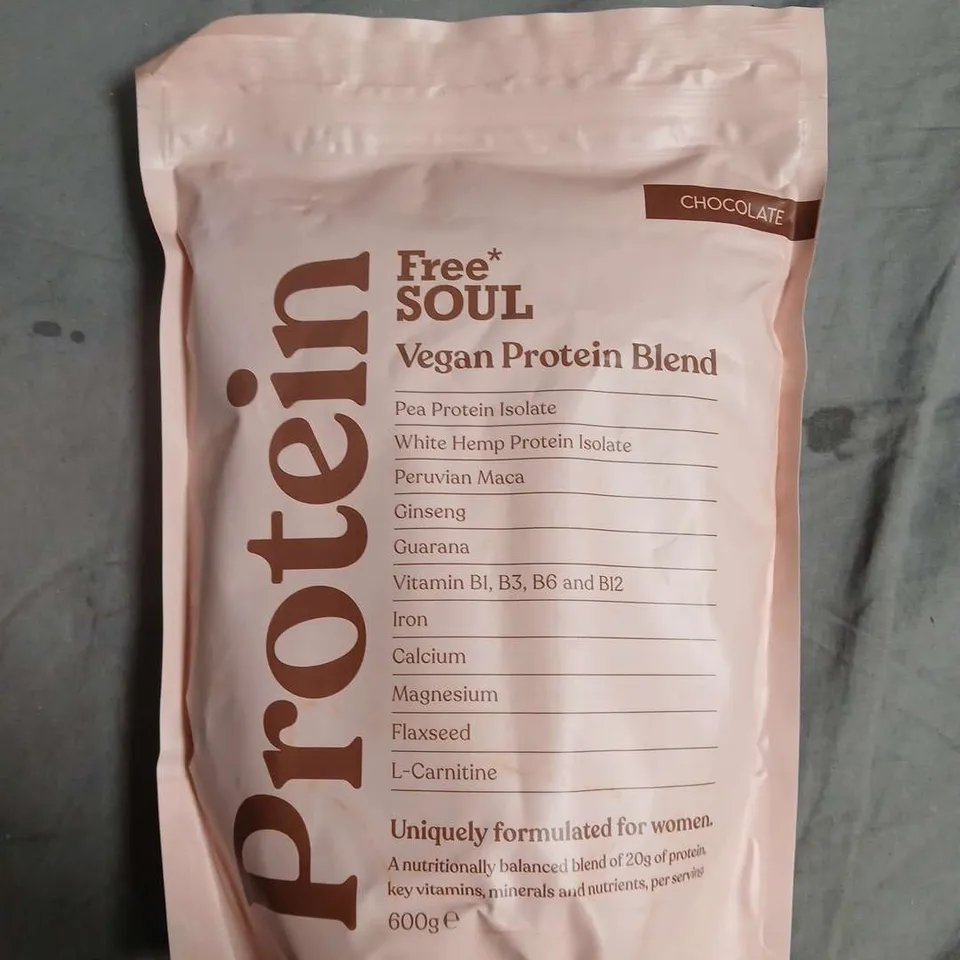 CHOCOLATE
Protein
Free*
SOUL
Vegan Protein Blend
Pea Protein Isolate
White Hemp Protein Isolate
Peruvian Maca
Ginseng
Guarana
Vitamin B1, B3, B6 and B12
Iron
Calcium
Magnesium
Flaxseed
L-Carnitine
Uniquely formulated for women.
A nutritionally balanced blend of 20g of protein,
key vitamins, minerals and nutrients, per serving
600g ℮